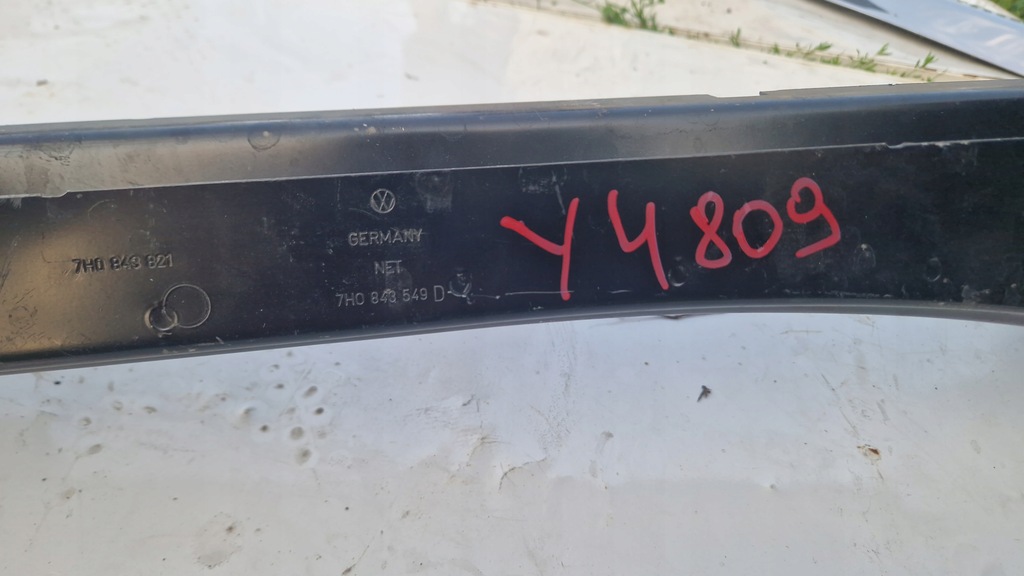 7H0 843 821
GERMANY
NET
7H0 843 549 D
Y4809